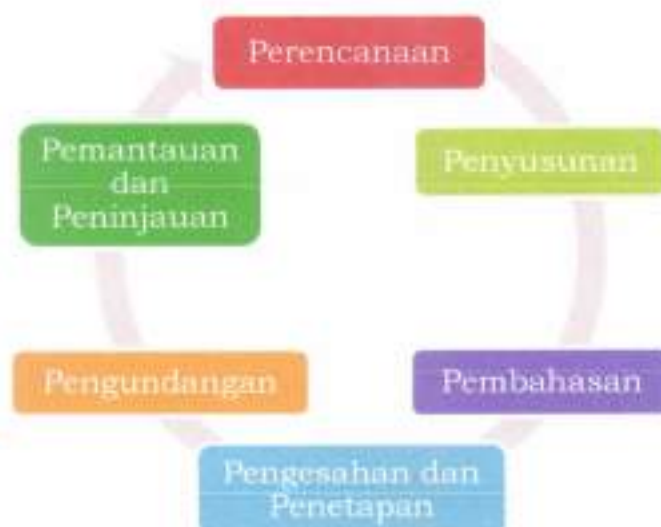 Perencanaan
Penyusunan
Pembahasan
Pengesahan dan
Penetapan
Pengundangan
Pemantauan
dan
Peninjauan